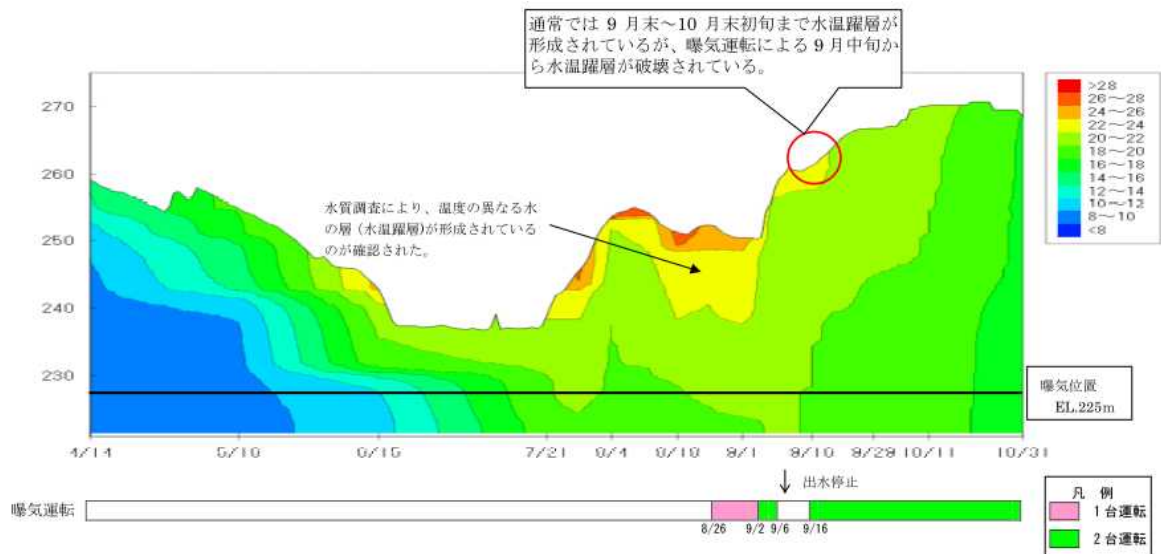 通常では 9 月末～10 月末初旬まで水温躍層が
形成されているが、曝気運転による 9 月中旬か
ら水温躍層が破壊されている。
270
260
250
240
230
水質調査により、温度の異なる水
の層 (水温躍層)が形成されている
のが確認された。
>28
26～28
24～26
22～24
20～22
18～20
16～18
14～16
12～14
10～12
8～10
<8
曝気位置
EL.225m
4/14 5/10 6/15 7/21 8/4 8/18 9/1 9/16 9/29 10/11 10/31
出水停止
曝気運転
8/26 9/2 9/6 9/16
凡 例
1 台運転
2 台運転